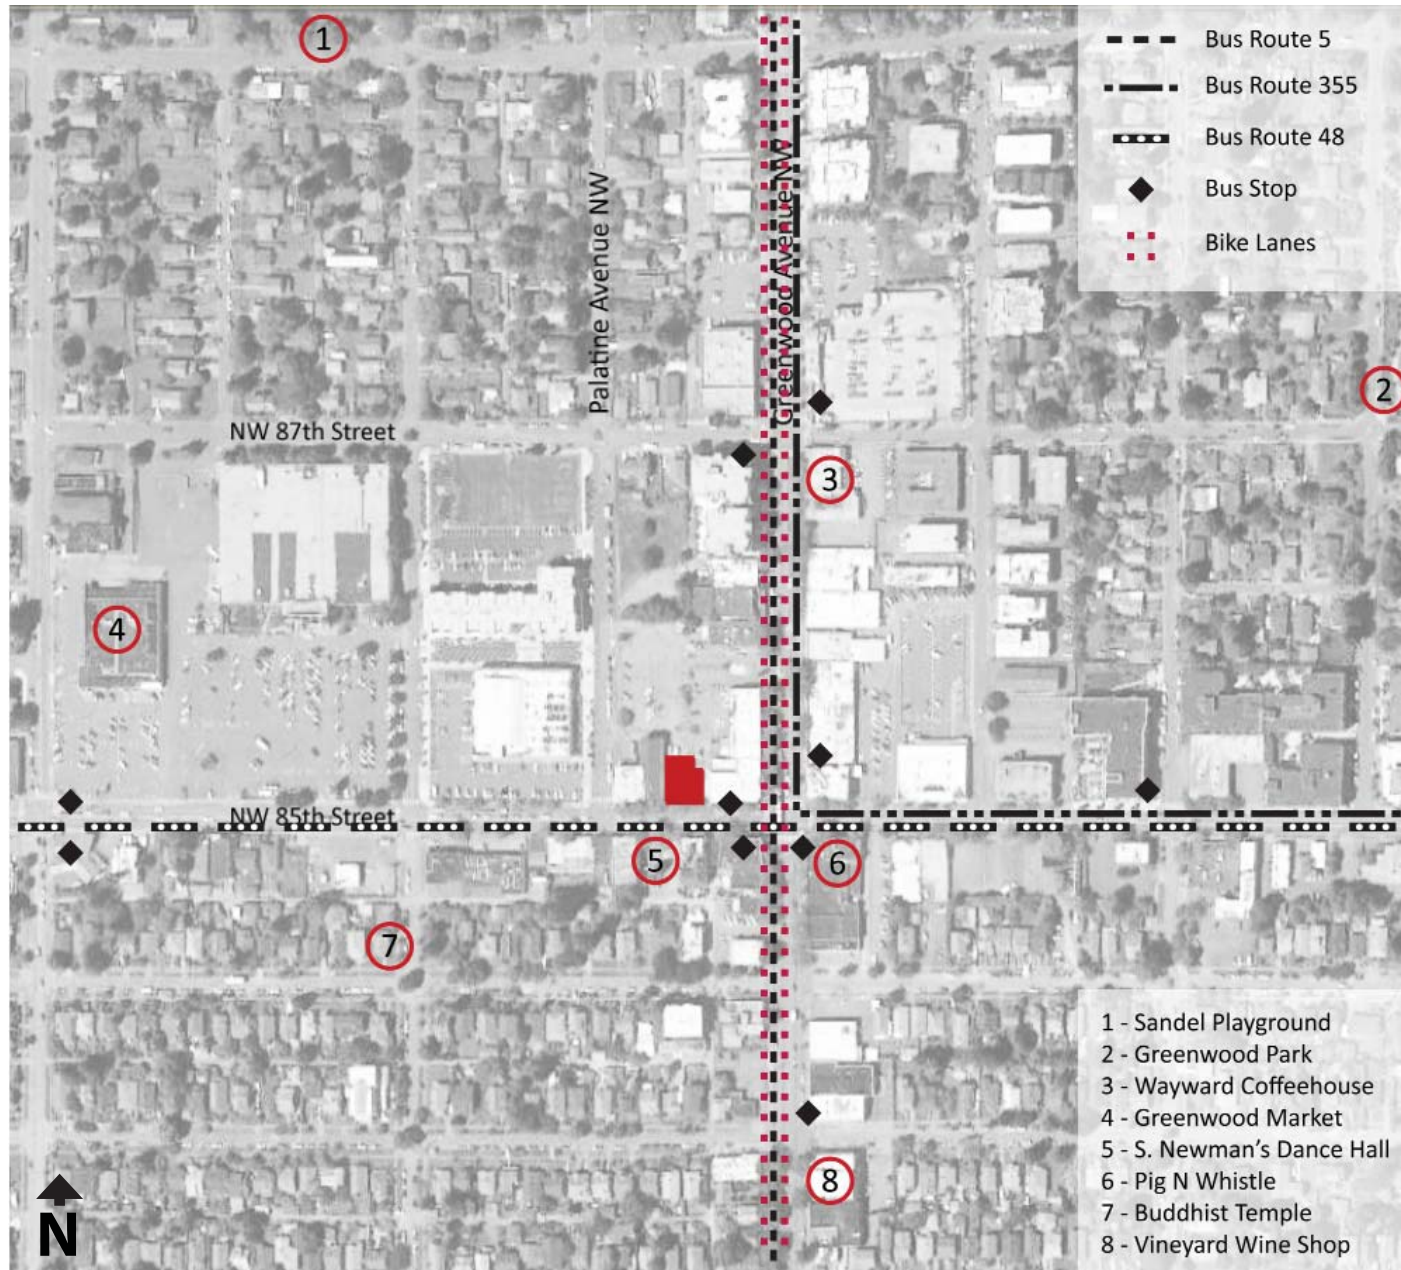 1
Bus Route 5
Bus Route 355
Bus Route 48
Bus Stop
Bike Lanes
Palatine Avenue NW
Greenwood Avenue NW
2
NW 87th Street
3
4
NW 85th Street
5
6
7
8
N
1 - Sandel Playground
2 - Greenwood Park
3 - Wayward Coffeehouse
4 - Greenwood Market
5 - S. Newman's Dance Hall
6 - Pig N Whistle
7 - Buddhist Temple
8 - Vineyard Wine Shop